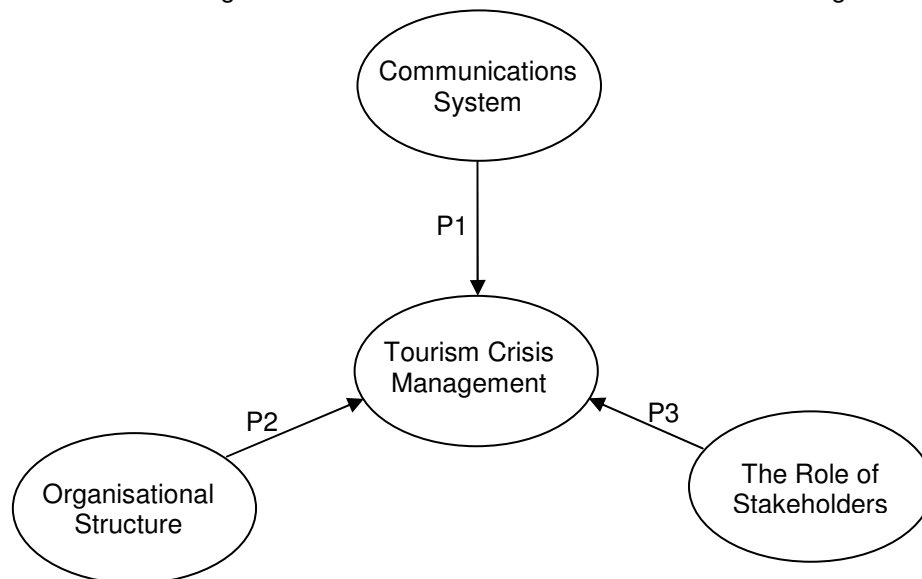 Communications
System
P1
Tourism Crisis
Management
P2
P3
Organisational
Structure
The Role of
Stakeholders